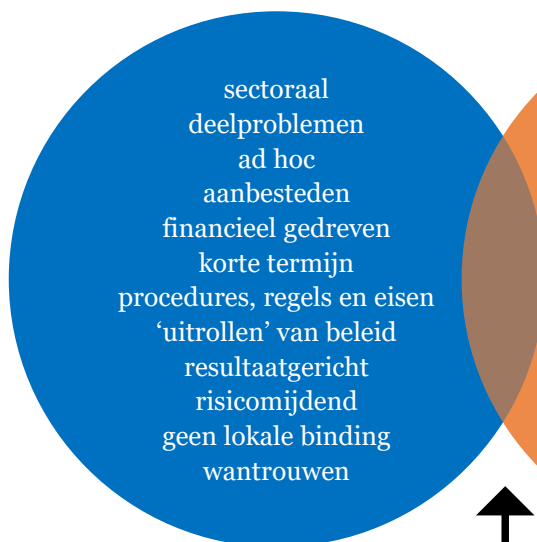 sectoraal
deelproblemen
ad hoc
aanbesteden
financieel gedreven
korte termijn
procedures, regels en eisen
‘uitrollen’ van beleid
resultaatgericht
risicomijdend
geen lokale binding
wantrouwen